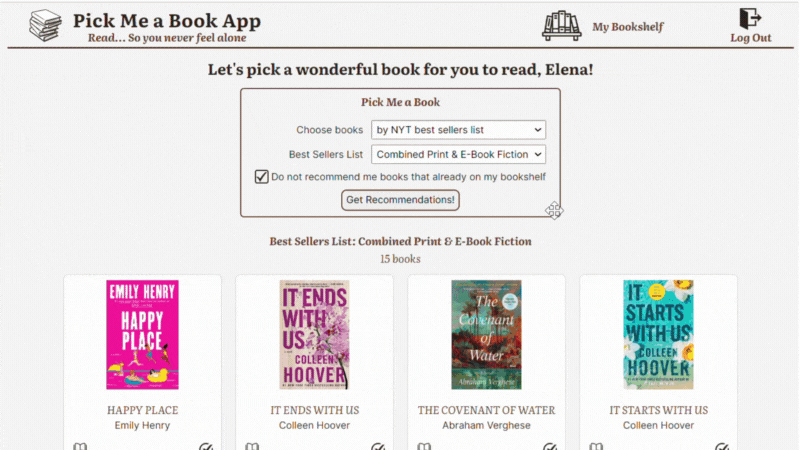 Pick Me a Book App
Read... So you never feel alone
My Bookshelf
Log Out
Let's pick a wonderful book for you to read, Elena!
Pick Me a Book
Choose books
by NYT best sellers list
Best Sellers List
Combined Print & E-Book Fiction
Do not recommend me books that already on my bookshelf
Get Recommendations!
Best Sellers List: Combined Print & E-Book Fiction
15 books
EMILY HENRY
HAPPY
PLACE
IT ENDS
WITH
US
COLLEEN
HOOVER
The
Covenant
of
Water
Abraham Verghese
IT
STARTS
WITH US
COLLEEN
HOOVER
HAPPY PLACE
Emily Henry
IT ENDS WITH US
Colleen Hoover
THE COVENANT OF WATER
Abraham Verghese
IT STARTS WITH US
Colleen Hoover